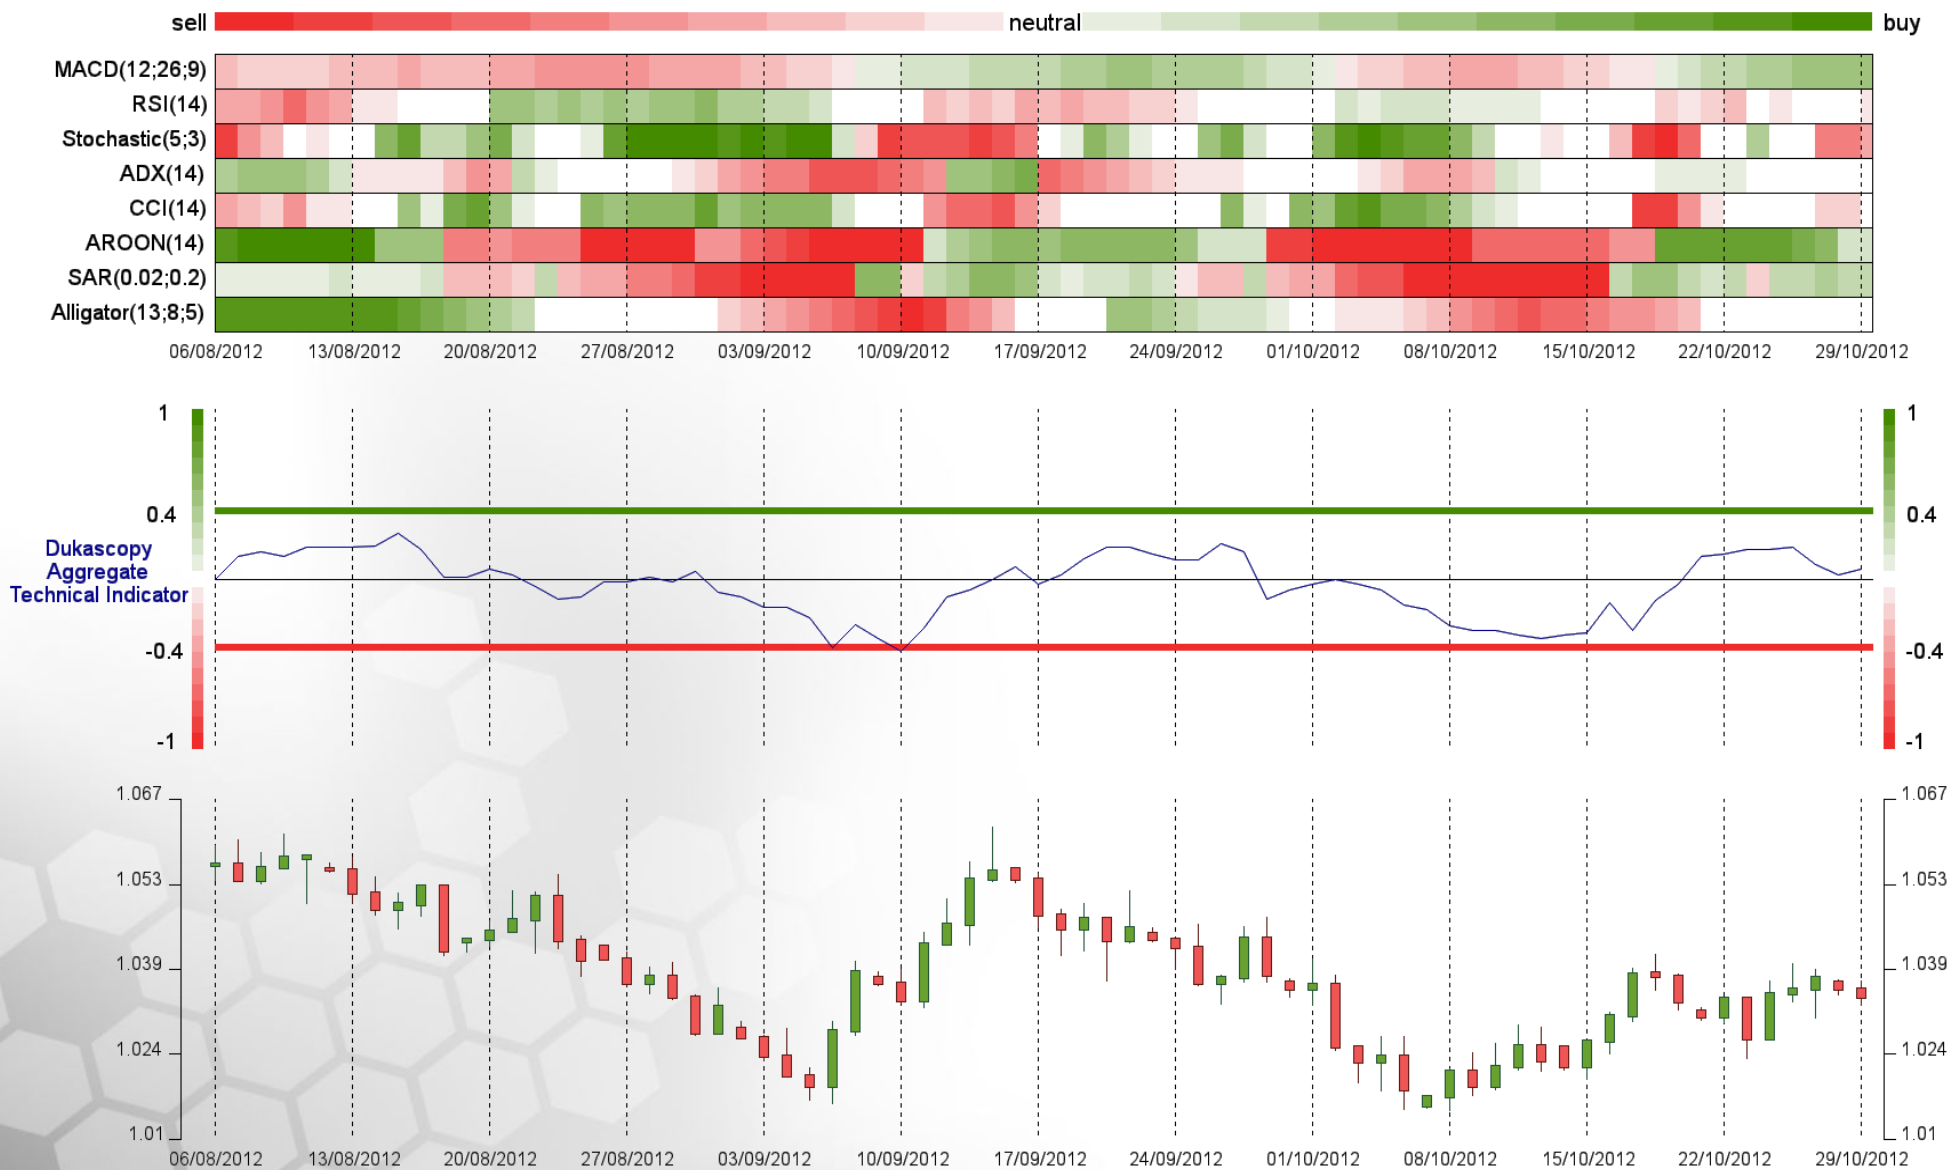 sell neutral buy
MACD(12;26;9)
RSI(14)
Stochastic(5;3)
ADX(14)
CCI(14)
AROON(14)
SAR(0.02;0.2)
Alligator(13;8;5)
06/08/2012 13/08/2012 20/08/2012 27/08/2012 03/09/2012 10/09/2012 17/09/2012 24/09/2012 01/10/2012 08/10/2012 15/10/2012 22/10/2012 29/10/2012
1 1
0.4 0.4
Dukascopy
Aggregate
Technical Indicator
-0.4 -0.4
-1 -1
1.067 1.067
1.053 1.053
1.039 1.039
1.024 1.024
1.01 1.01
06/08/2012 13/08/2012 20/08/2012 27/08/2012 03/09/2012 10/09/2012 17/09/2012 24/09/2012 01/10/2012 08/10/2012 15/10/2012 22/10/2012 29/10/2012